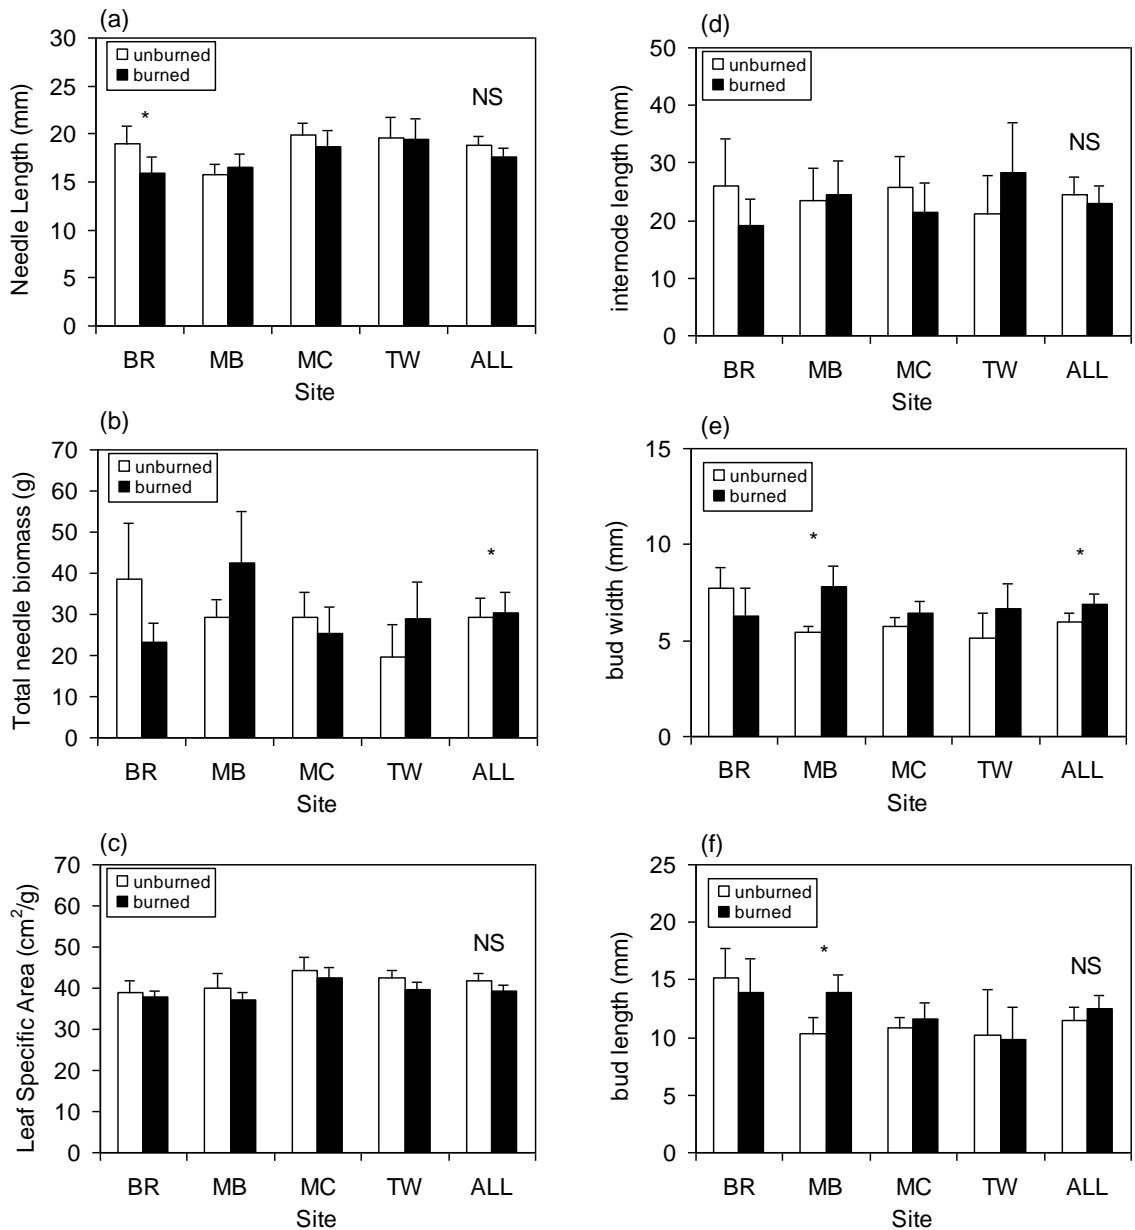 (a)
Needle Length (mm)
30
25
20
15
10
5
0
unburned
burned
*
NS
BR MB MC TW ALL
Site
(b)
Total needle biomass (g)
70
60
50
40
30
20
10
0
unburned
burned
*
BR MB MC TW ALL
Site
(c)
Leaf Specific Area (cm²/g)
70
60
50
40
30
20
10
0
unburned
burned
NS
BR MB MC TW ALL
Site
(d)
internode length (mm)
50
40
30
20
10
0
unburned
burned
NS
BR MB MC TW ALL
Site
(e)
bud width (mm)
15
10
5
0
unburned
burned
*
*
BR MB MC TW ALL
Site
(f)
bud length (mm)
25
20
15
10
5
0
unburned
burned
*
NS
BR MB MC TW ALL
Site